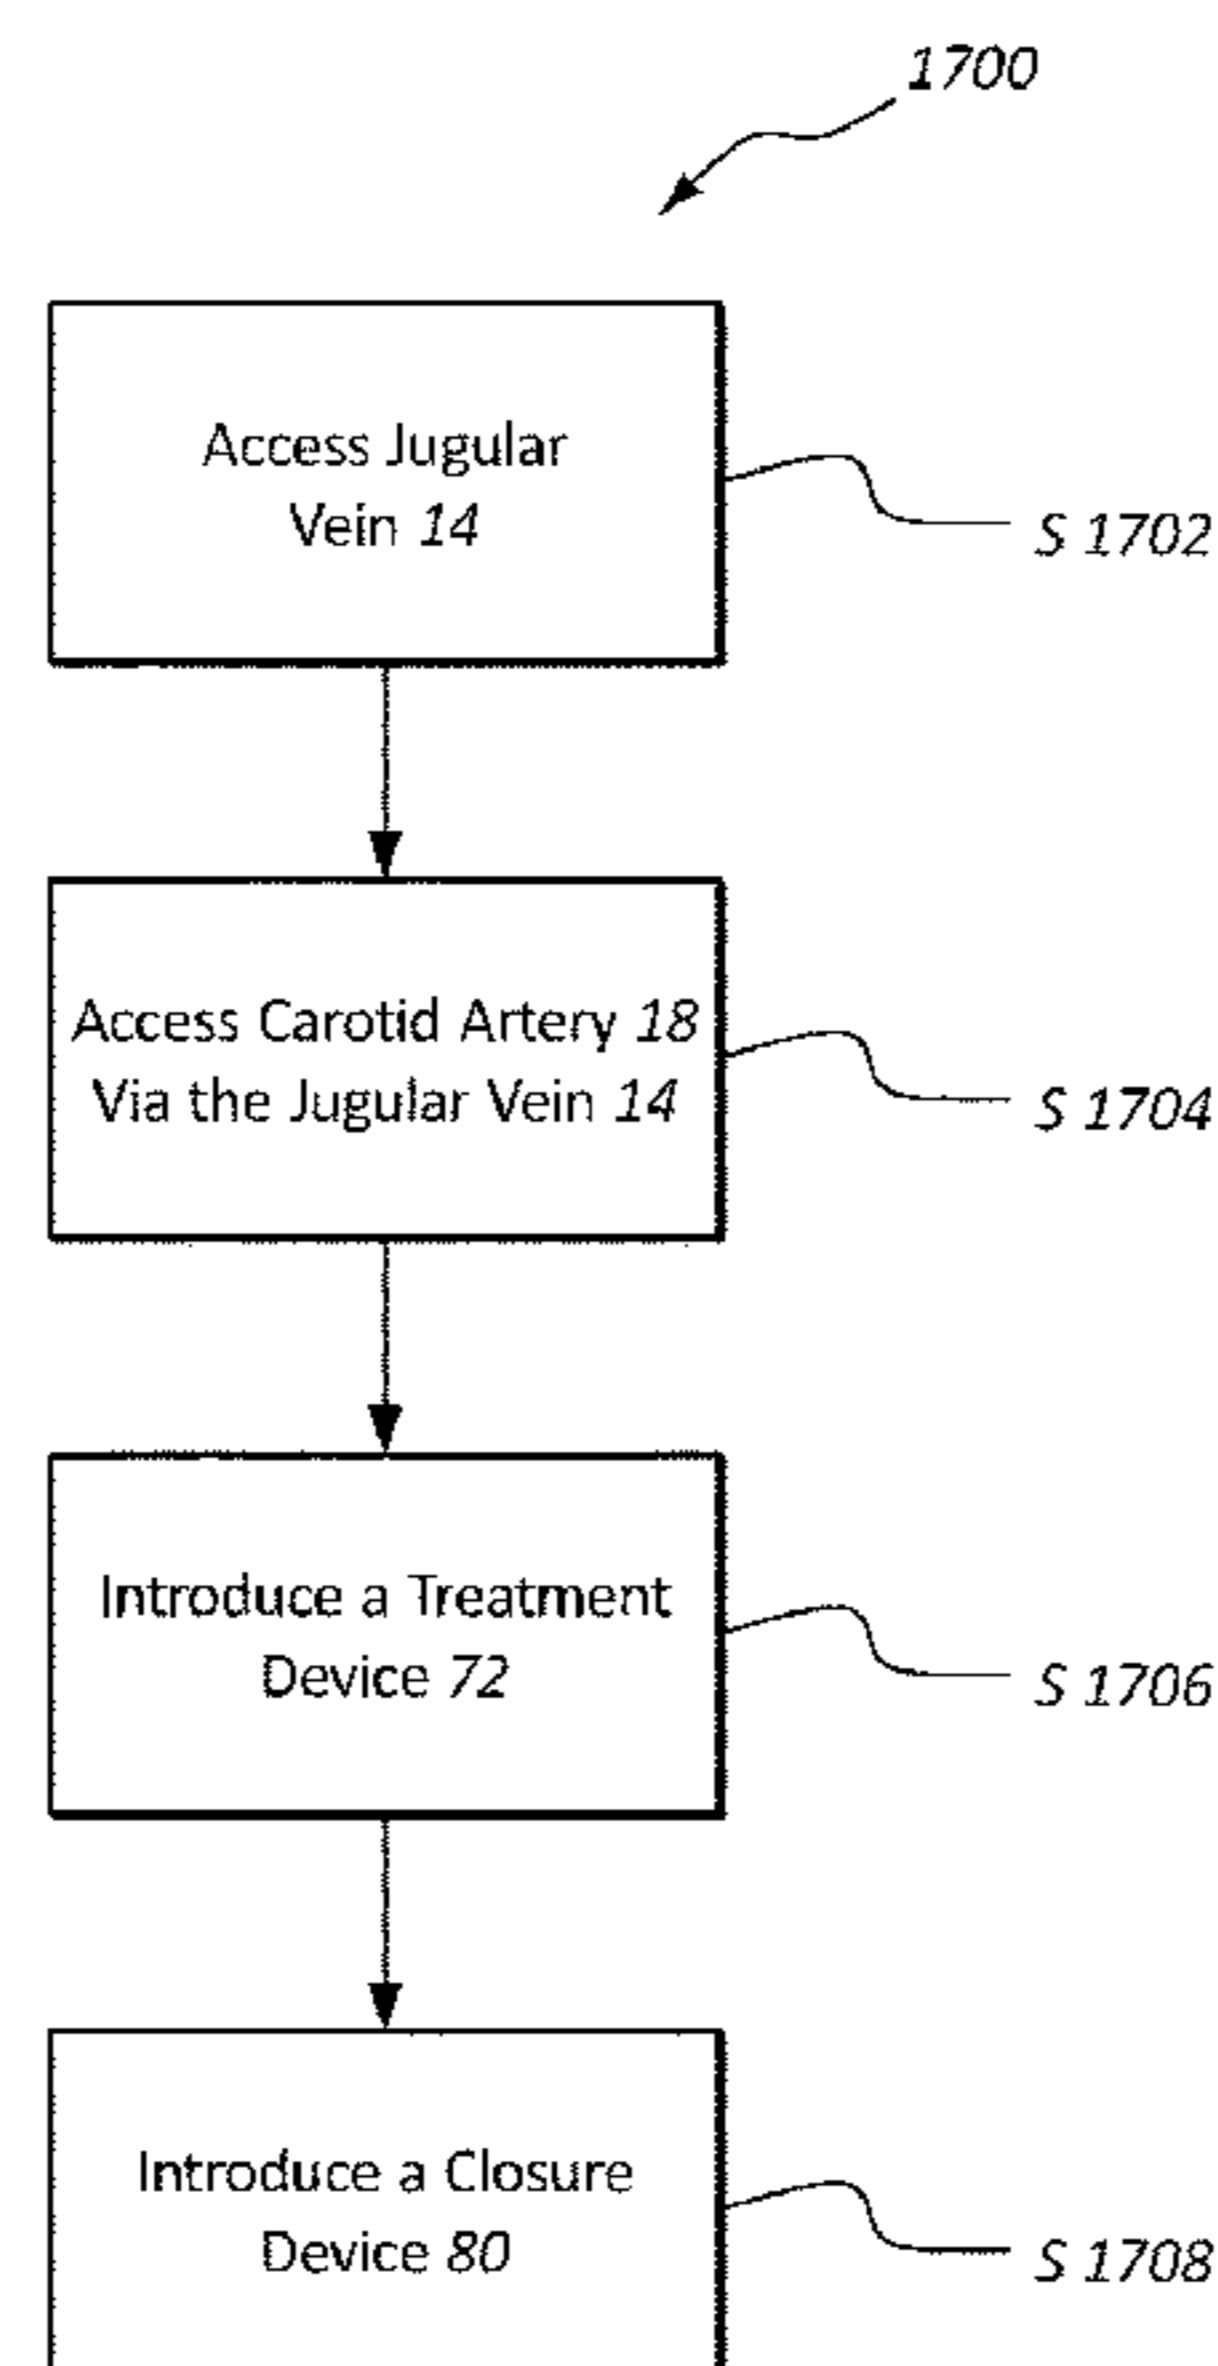 1700
Access Jugular
Vein 14
S 1702
Access Carotid Artery 18
Via the Jugular Vein 14
S 1704
Introduce a Treatment
Device 72
S 1706
Introduce a Closure
Device 80
S 1708